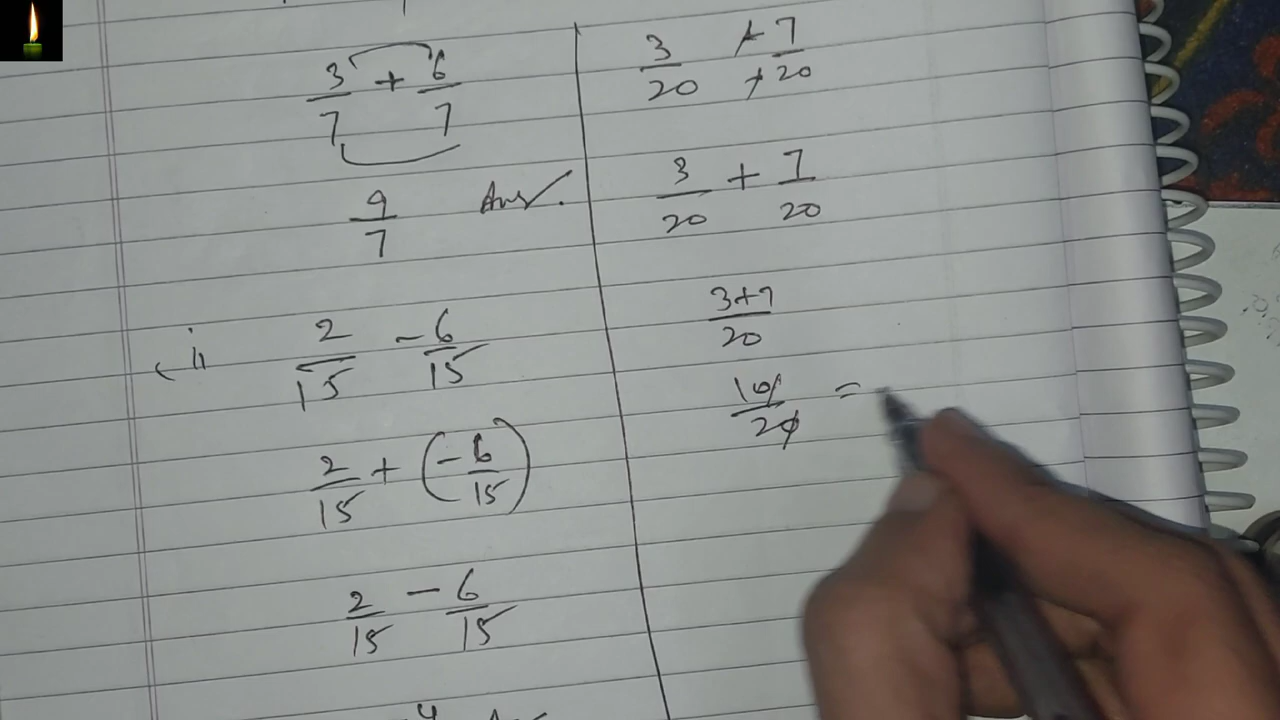 3/7 + 6/7
9/7 Ans.
ii 2/15 - 6/15
2/15 + (-6/15)
2/15 - 6/15
4
3/20 -7/+20
3/20 + 7/20
3+7/20
10/20 =